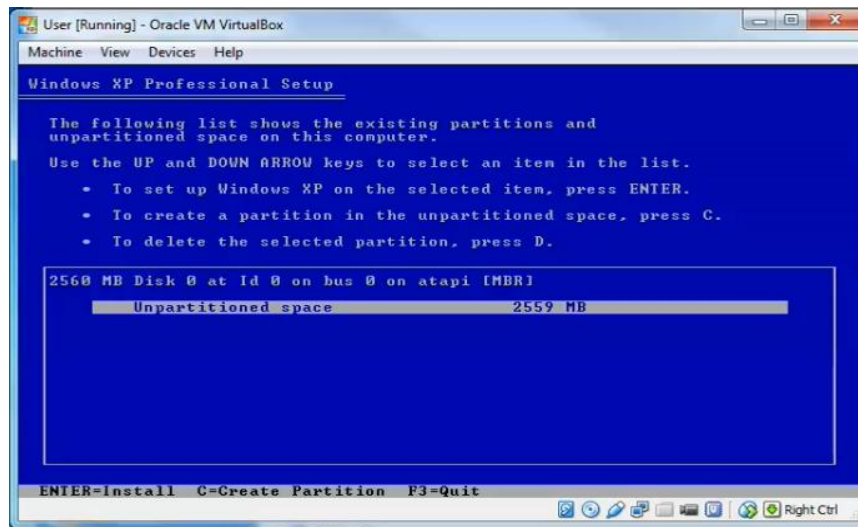 User [Running] - Oracle VM VirtualBox
Machine View Devices Help
Windows XP Professional Setup
The following list shows the existing partitions and
unpartitioned space on this computer.
Use the UP and DOWN ARROW keys to select an item in the list.
• To set up Windows XP on the selected item, press ENTER.
• To create a partition in the unpartitioned space, press C.
• To delete the selected partition, press D.
2560 MB Disk 0 at Id 0 on bus 0 on atapi [MBR]
Unpartitioned space 2559 MB
ENTER=Install C=Create Partition F3=Quit
Right Ctrl